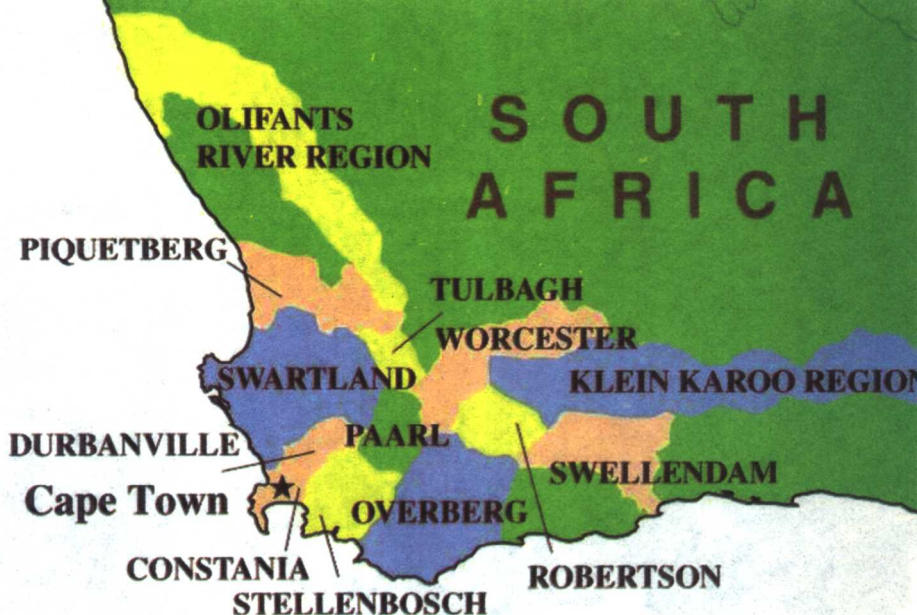 SOUTH
OLIFANTS
RIVER REGION
AFRICA
PIQUETBERG
TULBAGH
WORCESTER
SWARTLAND
KLEIN KAROO REGION
DURBANVILLE
PAARL
SWELLENDAM
Cape Town
OVERBERG
CONSTANIA
ROBERTSON
STELLENBOSCH